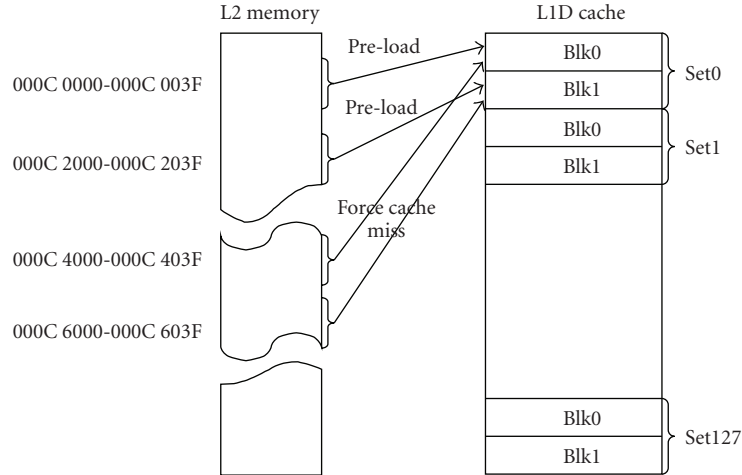 L2 memory
L1D cache
Pre-load
Blk0
Set0
000C 0000-000C 003F
Blk1
Pre-load
Blk0
Set1
000C 2000-000C 203F
Blk1
Force cache
miss
000C 4000-000C 403F
000C 6000-000C 603F
Blk0
Set127
Blk1